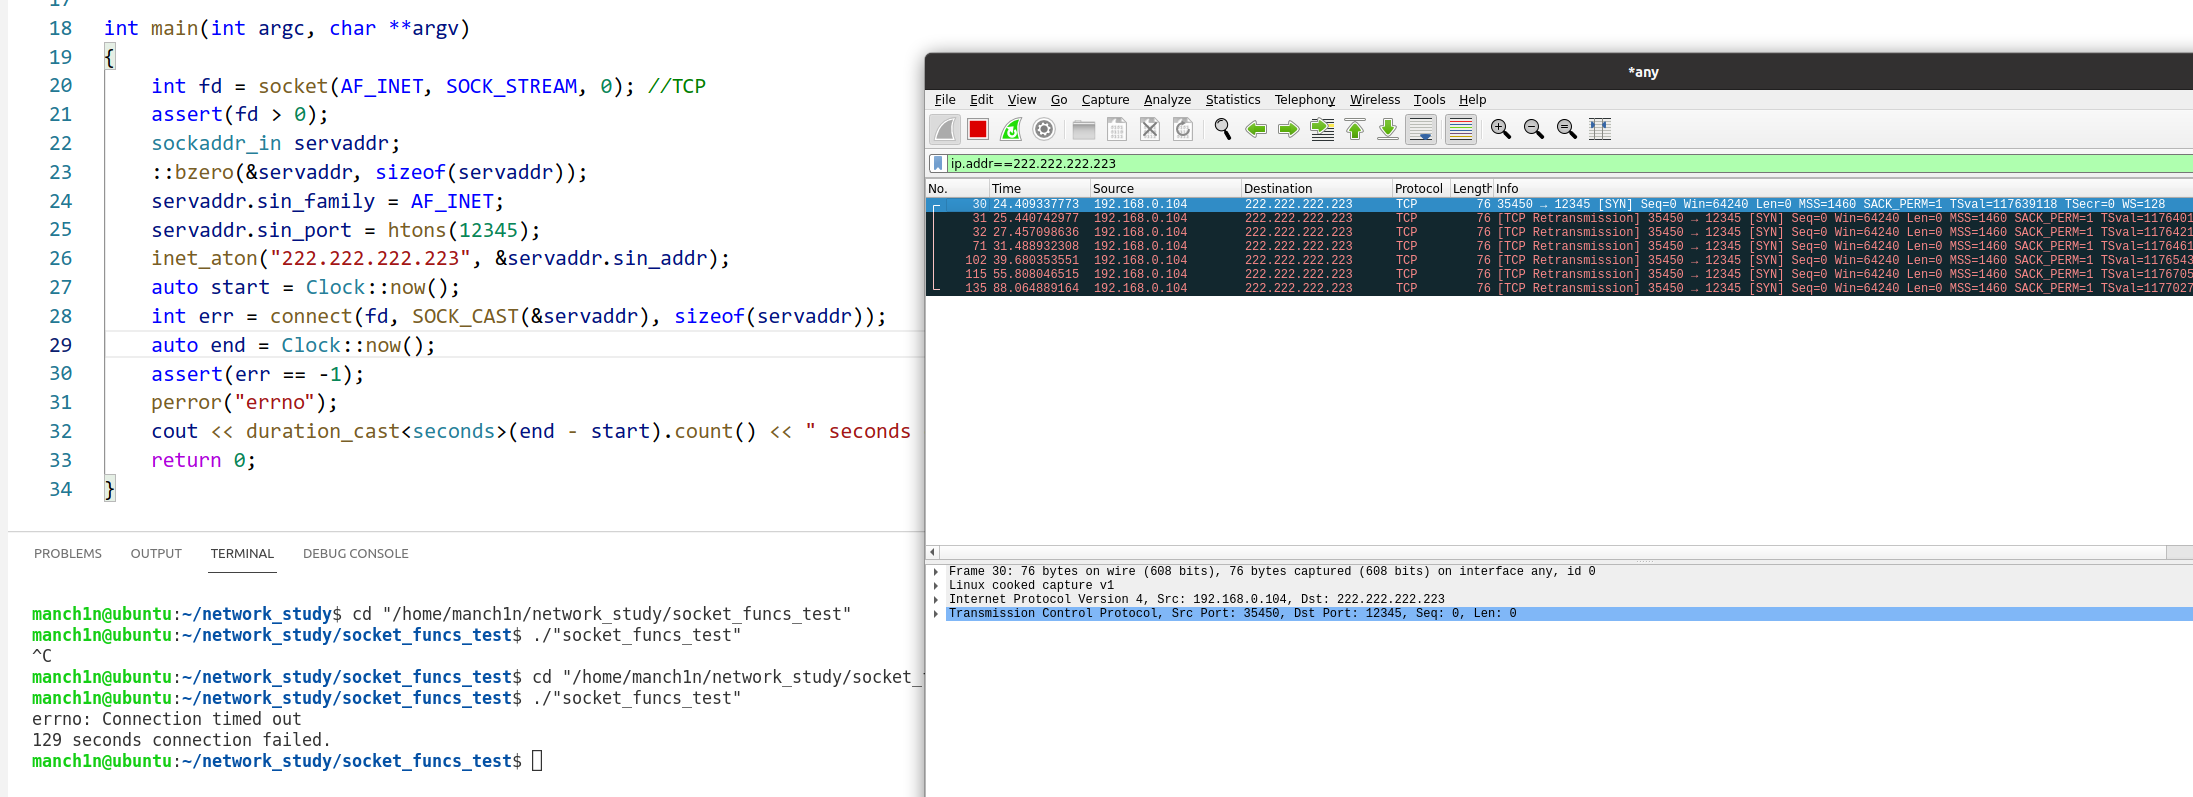 17
18 int main(int argc, char **argv)
19 {
20 int fd = socket(AF_INET, SOCK_STREAM, 0); //TCP
21 assert(fd > 0);
22 sockaddr_in servaddr;
23 ::bzero(&servaddr, sizeof(servaddr));
24 servaddr.sin_family = AF_INET;
25 servaddr.sin_port = htons(12345);
26 inet_aton("222.222.222.223", &servaddr.sin_addr);
27 auto start = Clock::now();
28 int err = connect(fd, SOCK_CAST(&servaddr), sizeof(servaddr));
29 auto end = Clock::now();
30 assert(err == -1);
31 perror("errno");
32 cout << duration_cast<seconds>(end - start).count() << " seconds
33 return 0;
34 }
PROBLEMS OUTPUT TERMINAL DEBUG CONSOLE
manch1n@ubuntu:~/network_study$ cd "/home/manch1n/network_study/socket_funcs_test"
manch1n@ubuntu:~/network_study/socket_funcs_test$ ./"socket_funcs_test"
^C
manch1n@ubuntu:~/network_study/socket_funcs_test$ cd "/home/manch1n/network_study/socket_
manch1n@ubuntu:~/network_study/socket_funcs_test$ ./"socket_funcs_test"
errno: Connection timed out
129 seconds connection failed.
manch1n@ubuntu:~/network_study/socket_funcs_test$
*any
File Edit View Go Capture Analyze Statistics Telephony Wireless Tools Help
ip.addr==222.222.222.223
No. Time Source Destination Protocol Length Info
30 24.409337773 192.168.0.104 222.222.222.223 TCP 76 35450 → 12345 [SYN] Seq=0 Win=64240 Len=0 MSS=1460 SACK_PERM=1 TSval=117639118 TSecr=0 WS=128
31 25.440742977 192.168.0.104 222.222.222.223 TCP 76 [TCP Retransmission] 35450 → 12345 [SYN] Seq=0 Win=64240 Len=0 MSS=1460 SACK_PERM=1 TSval=1176401
32 27.457098636 192.168.0.104 222.222.222.223 TCP 76 [TCP Retransmission] 35450 → 12345 [SYN] Seq=0 Win=64240 Len=0 MSS=1460 SACK_PERM=1 TSval=1176421
71 31.488932308 192.168.0.104 222.222.222.223 TCP 76 [TCP Retransmission] 35450 → 12345 [SYN] Seq=0 Win=64240 Len=0 MSS=1460 SACK_PERM=1 TSval=1176461
102 39.680353551 192.168.0.104 222.222.222.223 TCP 76 [TCP Retransmission] 35450 → 12345 [SYN] Seq=0 Win=64240 Len=0 MSS=1460 SACK_PERM=1 TSval=1176543
115 55.808046515 192.168.0.104 222.222.222.223 TCP 76 [TCP Retransmission] 35450 → 12345 [SYN] Seq=0 Win=64240 Len=0 MSS=1460 SACK_PERM=1 TSval=1176705
135 88.064889164 192.168.0.104 222.222.222.223 TCP 76 [TCP Retransmission] 35450 → 12345 [SYN] Seq=0 Win=64240 Len=0 MSS=1460 SACK_PERM=1 TSval=1177027
Frame 30: 76 bytes on wire (608 bits), 76 bytes captured (608 bits) on interface any, id 0
Linux cooked capture v1
Internet Protocol Version 4, Src: 192.168.0.104, Dst: 222.222.222.223
Transmission Control Protocol, Src Port: 35450, Dst Port: 12345, Seq: 0, Len: 0